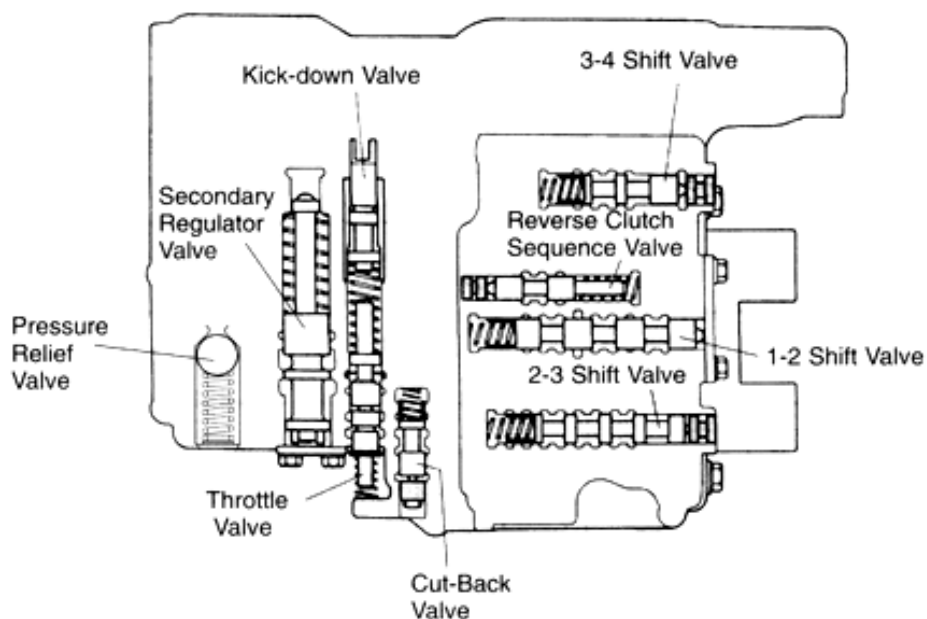 3-4 Shift Valve
Kick-down Valve
Secondary
Regulator
Valve
Reverse Clutch
Sequence Valve
Pressure
Relief
Valve
1-2 Shift Valve
2-3 Shift Valve
Throttle
Valve
Cut-Back
Valve